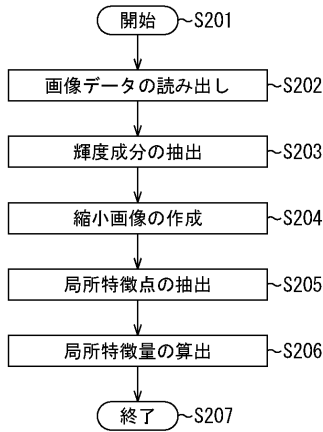 開始 S201
画像データの読み出し S202
輝度成分の抽出 S203
縮小画像の作成 S204
局所特徴点の抽出 S205
局所特徴量の算出 S206
終了 S207